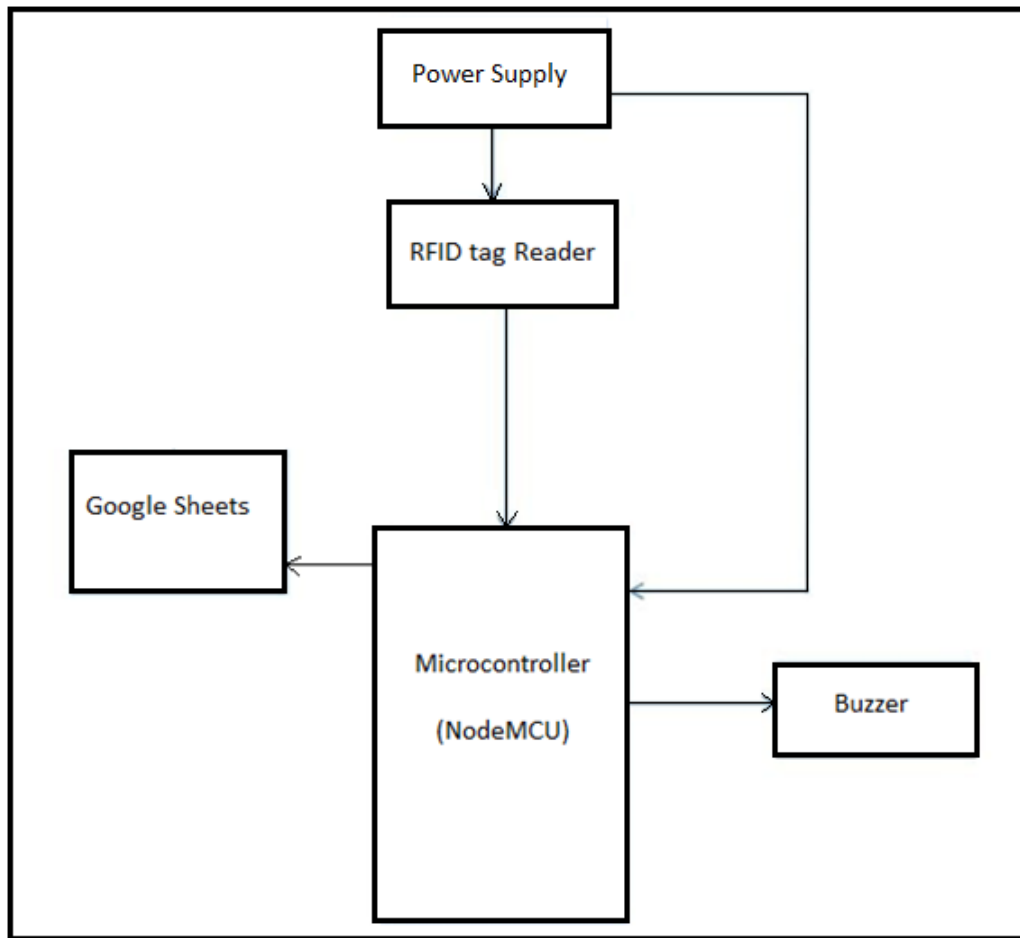 Power Supply
RFID tag Reader
Google Sheets
Microcontroller
(NodeMCU)
Buzzer